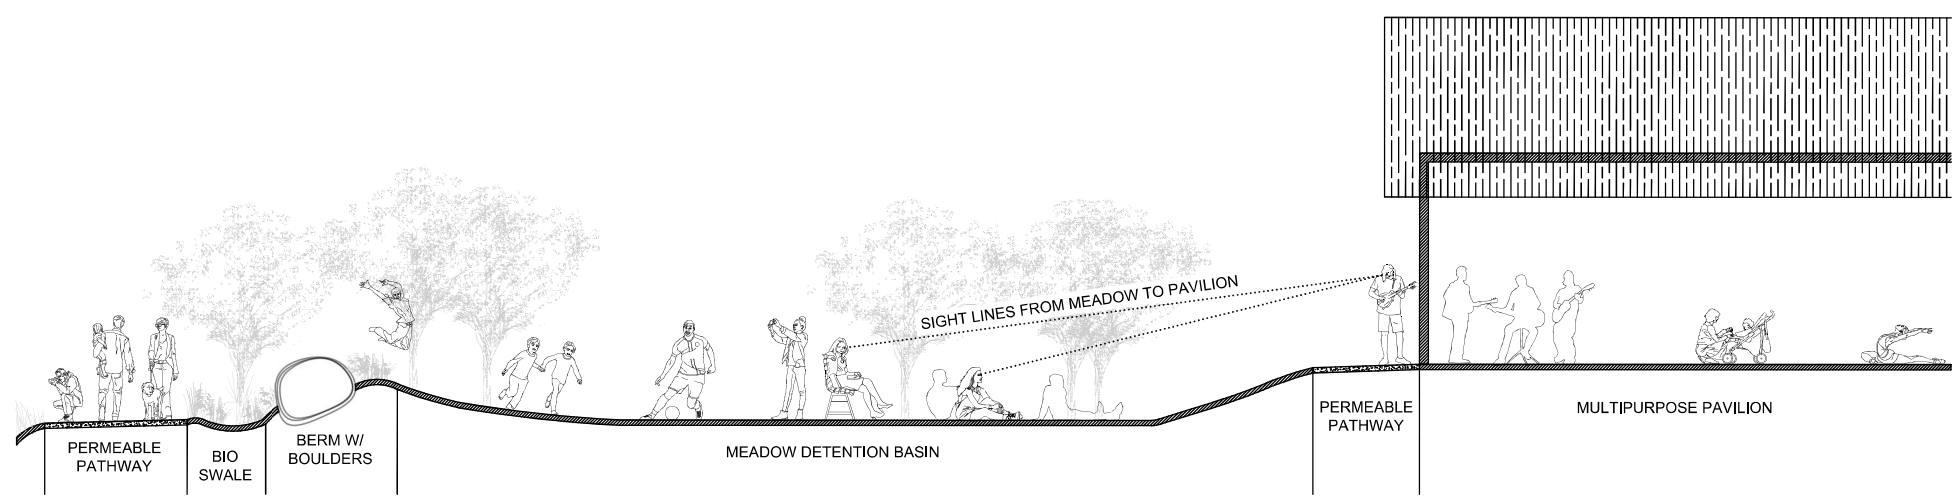 SIGHT LINES FROM MEADOW TO PAVILION
PERMEABLE
PATHWAY
BIO
SWALE
BERM W/
BOULDERS
MEADOW DETENTION BASIN
PERMEABLE
PATHWAY
MULTIPURPOSE PAVILION